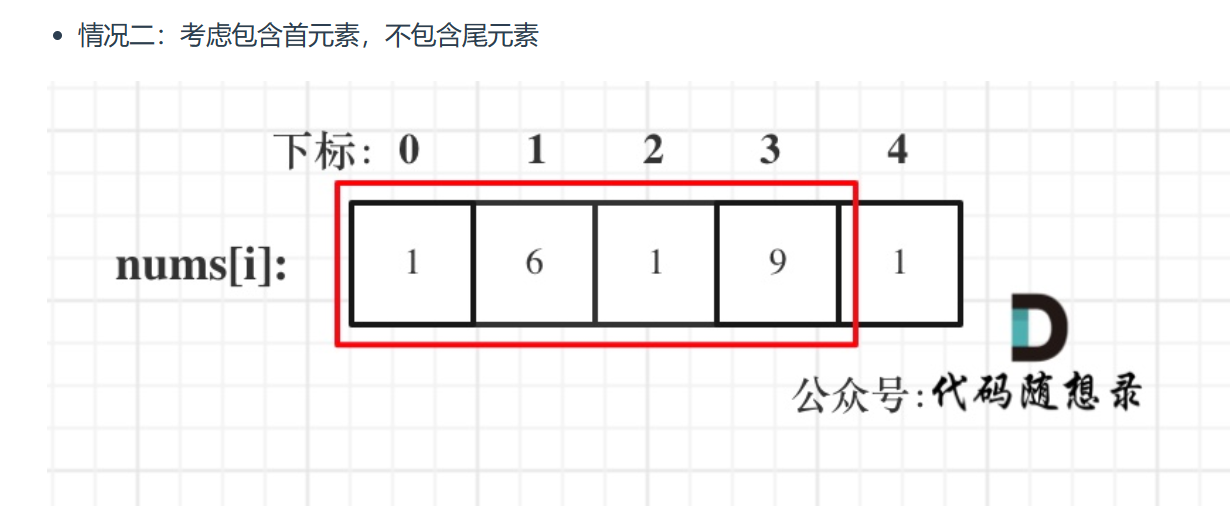 情况二：考虑包含首元素，不包含尾元素
下标：0 1 2 3 4
nums[i]: 1 6 1 9 1
公众号:代码随想录